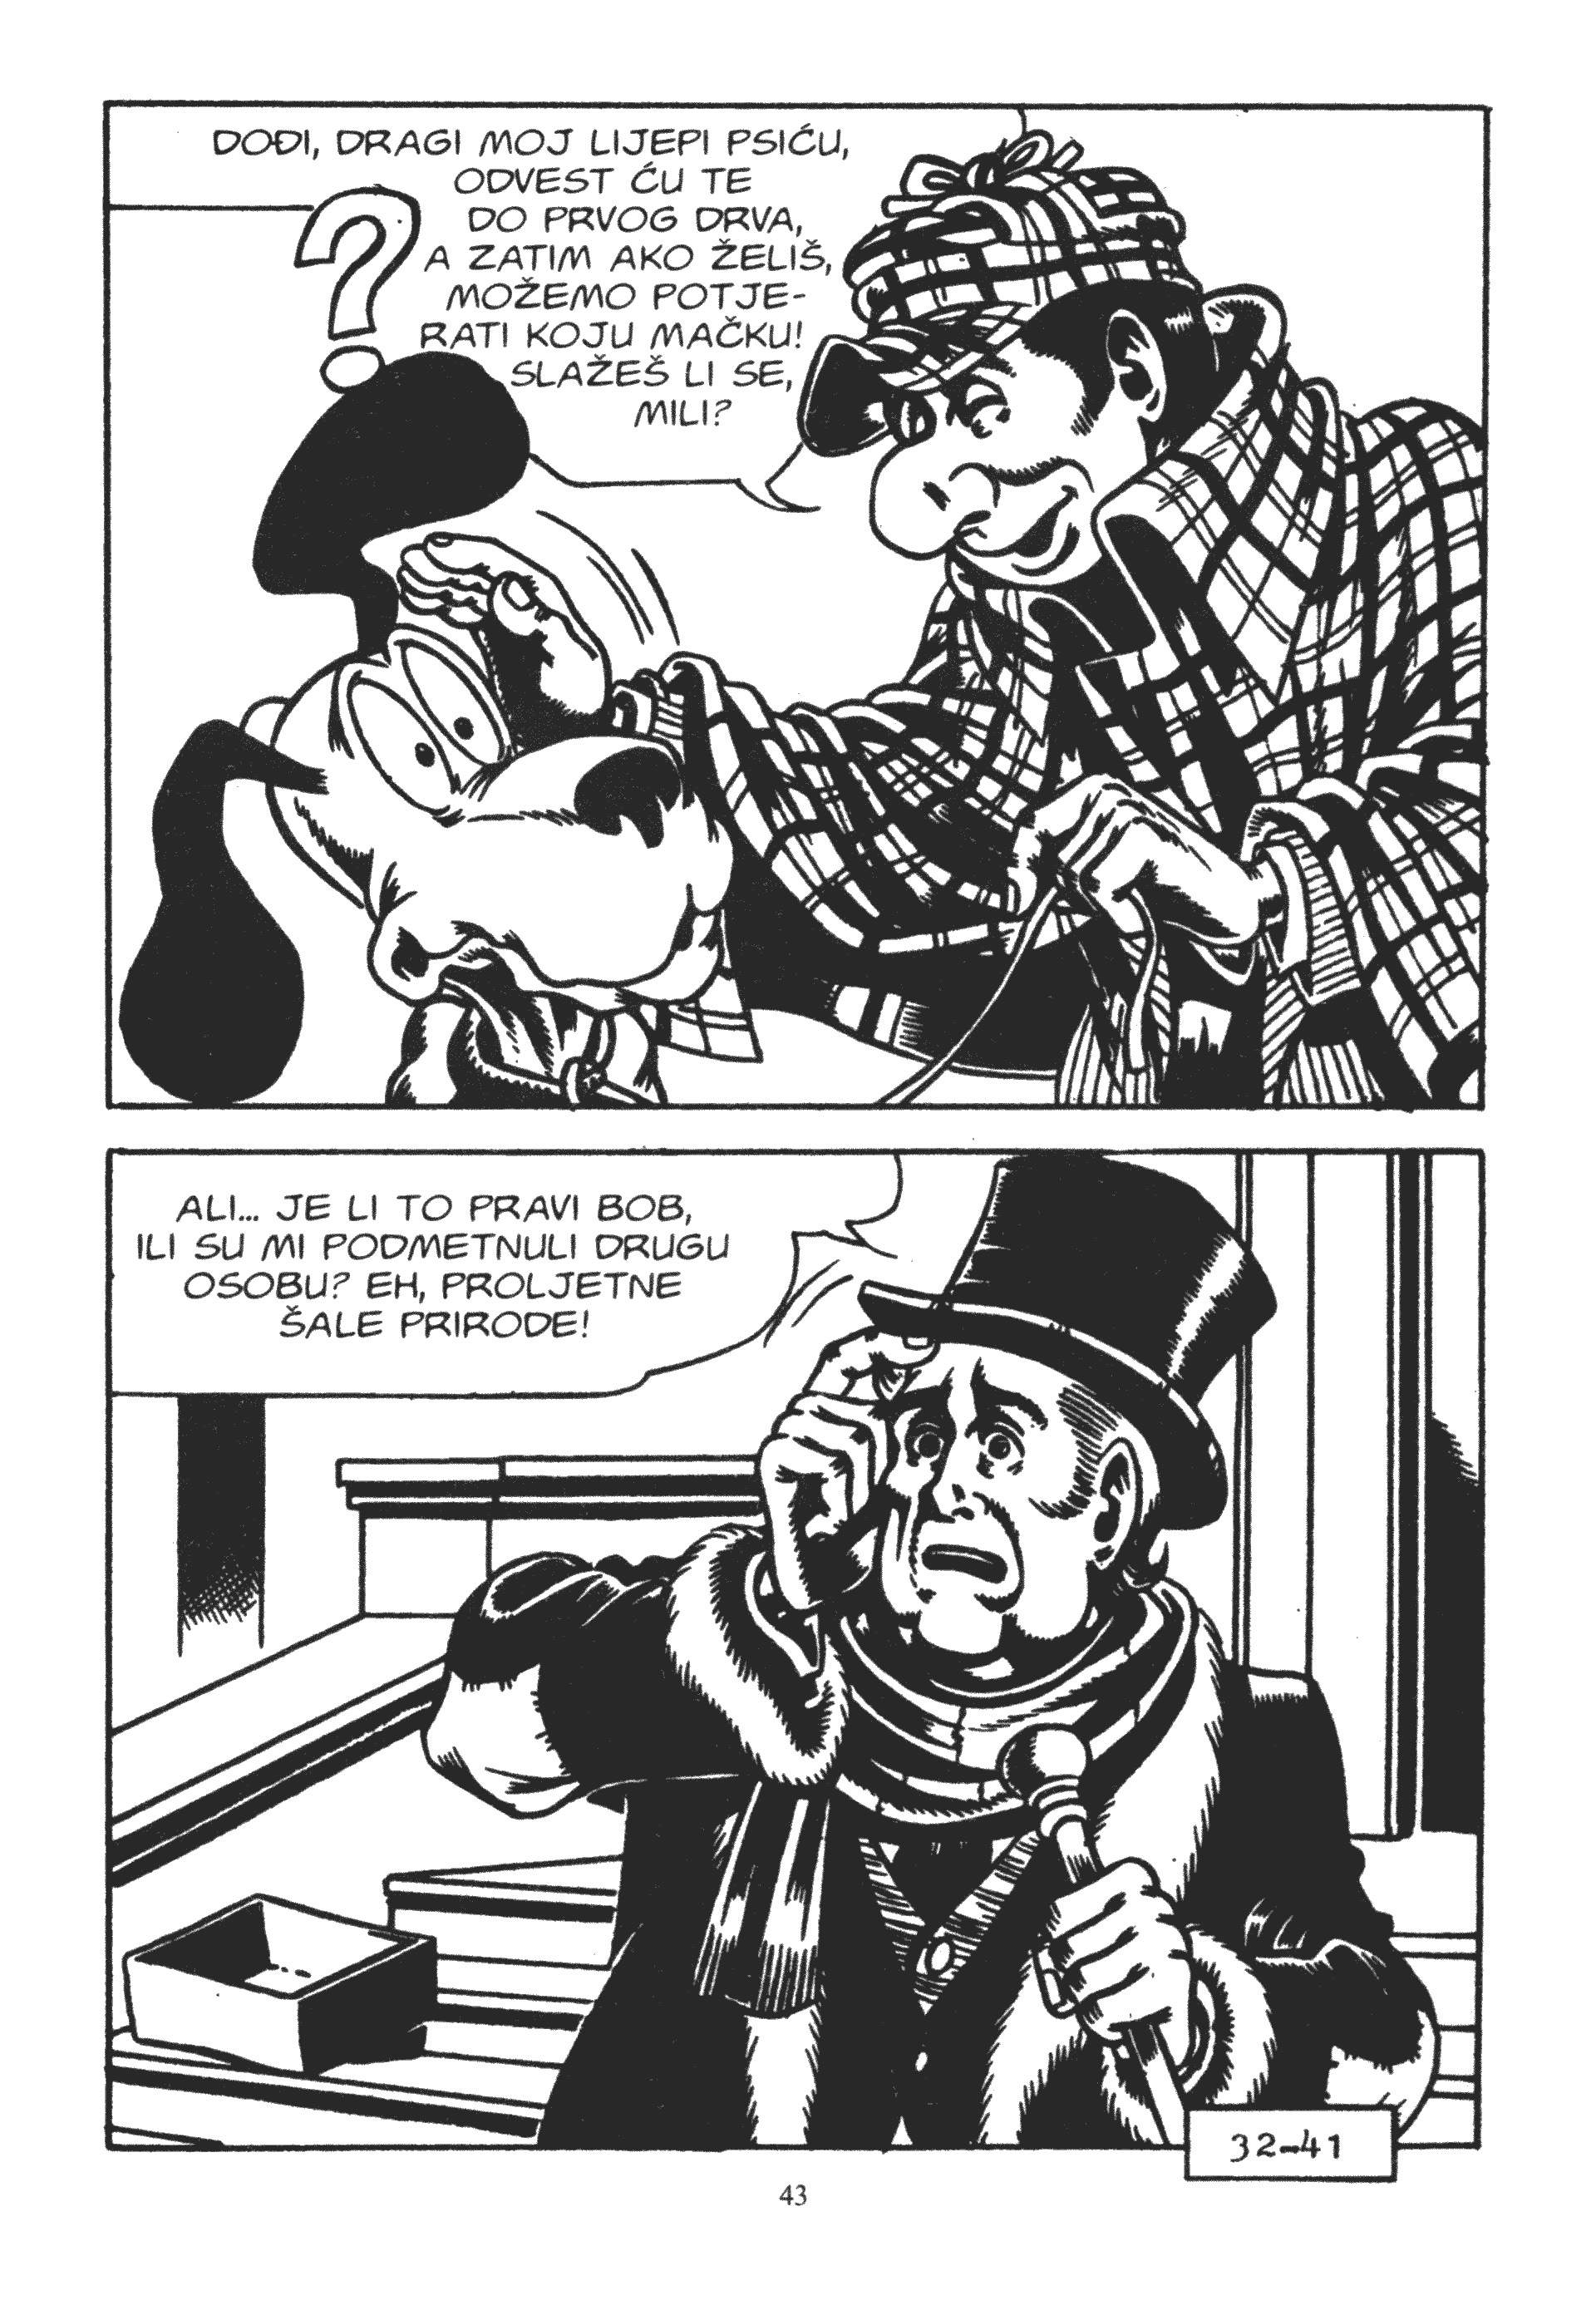 DOĐI, DRAGI MOJ LIJEPI PSIĆU,
ODVEST ĆU TE
DO PRVOG DRVA,
A ZATIM AKO ŽELIŠ,
MOŽEMO POTJE-
RATI KOJU MAČKU!
SLAŽEŠ LI SE,
MILI?
?
ALI... JE LI TO PRAVI BOB,
ILI SU MI PODMETNULI DRUGU
OSOBU? EH, PROLJETNE
ŠALE PRIRODE!
32-41
43